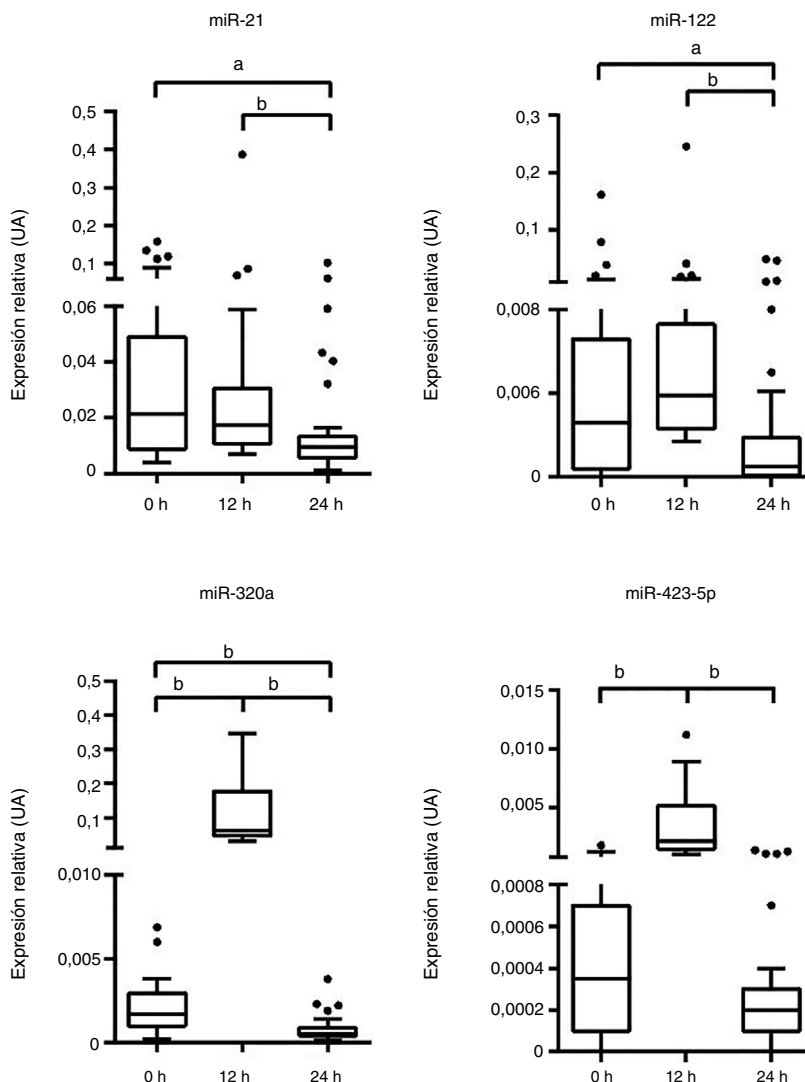 miR-21
a
b
0,5
0,4
0,3
0,2
0,1
0,06
0,04
0,02
0
Expresión relativa (UA)
0 h 12 h 24 h
miR-122
a
b
0,3
0,2
0,1
0,008
0,006
0
Expresión relativa (UA)
0 h 12 h 24 h
miR-320a
b
b b
0,5
0,4
0,3
0,2
0,1
0,010
0,005
0
Expresión relativa (UA)
0 h 12 h 24 h
miR-423-5p
b b
0,015
0,010
0,005
0,0008
0,0006
0,0004
0,0002
0
Expresión relativa (UA)
0 h 12 h 24 h